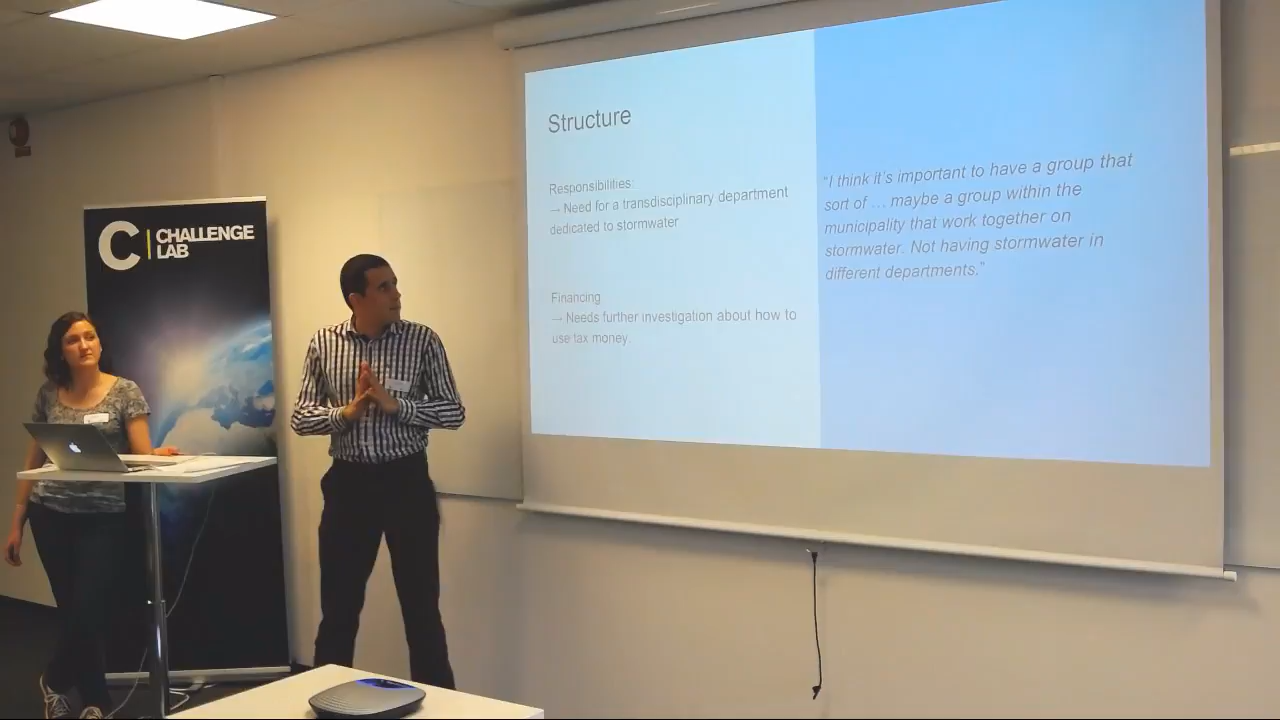 C CHALLENGE
LAB
Structure
Responsibilities:
→ Need for a transdisciplinary department
dedicated to stormwater
Financing
→ Needs further investigation about how to
use tax money.
“I think it’s important to have a group that
sort of … maybe a group within the
municipality that work together on
stormwater. Not having stormwater in
different departments.”